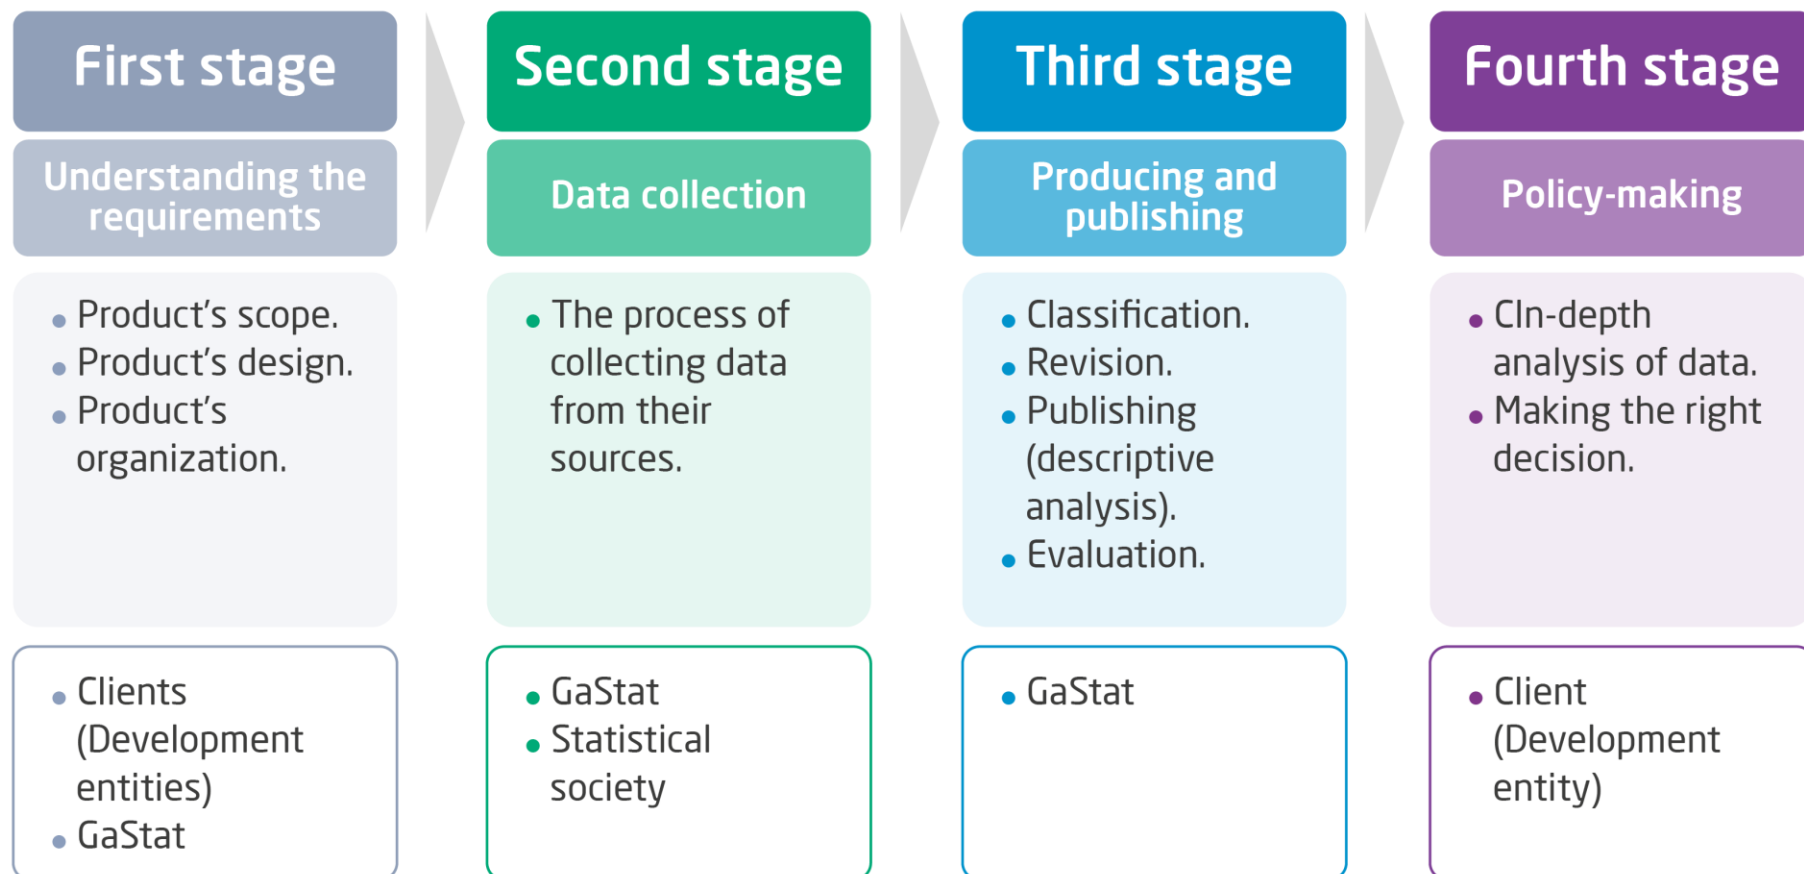 First stage
Understanding the
requirements
• Product's scope.
• Product's design.
• Product's
organization.
• Clients
(Development
entities)
• GaStat
Second stage
Data collection
• The process of
collecting data
from their
sources.
• GaStat
• Statistical
society
Third stage
Producing and
publishing
• Classification.
• Revision.
• Publishing
(descriptive
analysis).
• Evaluation.
• GaStat
Fourth stage
Policy-making
• CIn-depth
analysis of data.
• Making the right
decision.
• Client
(Development
entity)